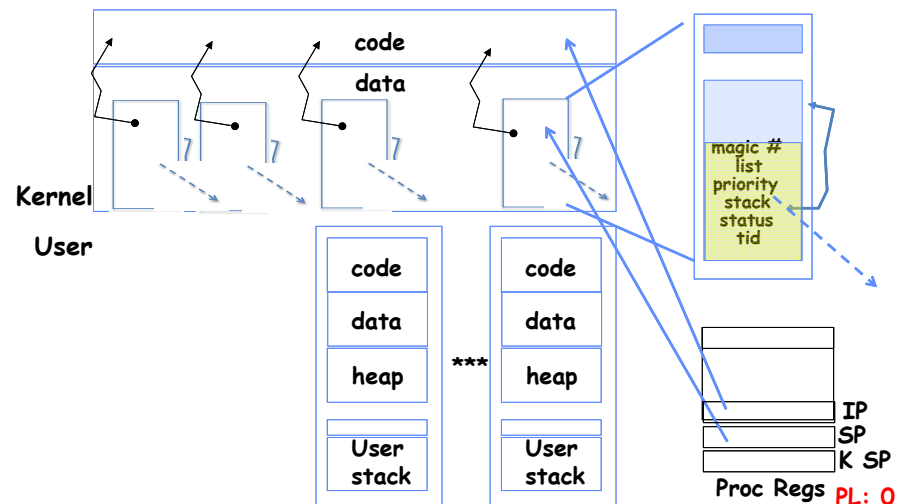 code
data
Kernel
User
magic #
list
priority
stack
status
tid
code
data
heap
User
stack
***
code
data
heap
User
stack
IP
SP
K SP
Proc Regs
PL: 0